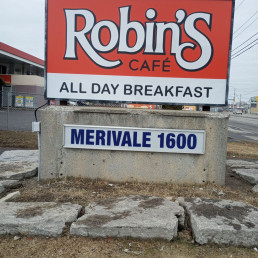 ROBIN'S
CAFÉ
ALL DAY BREAKFAST
MERIVALE 1600